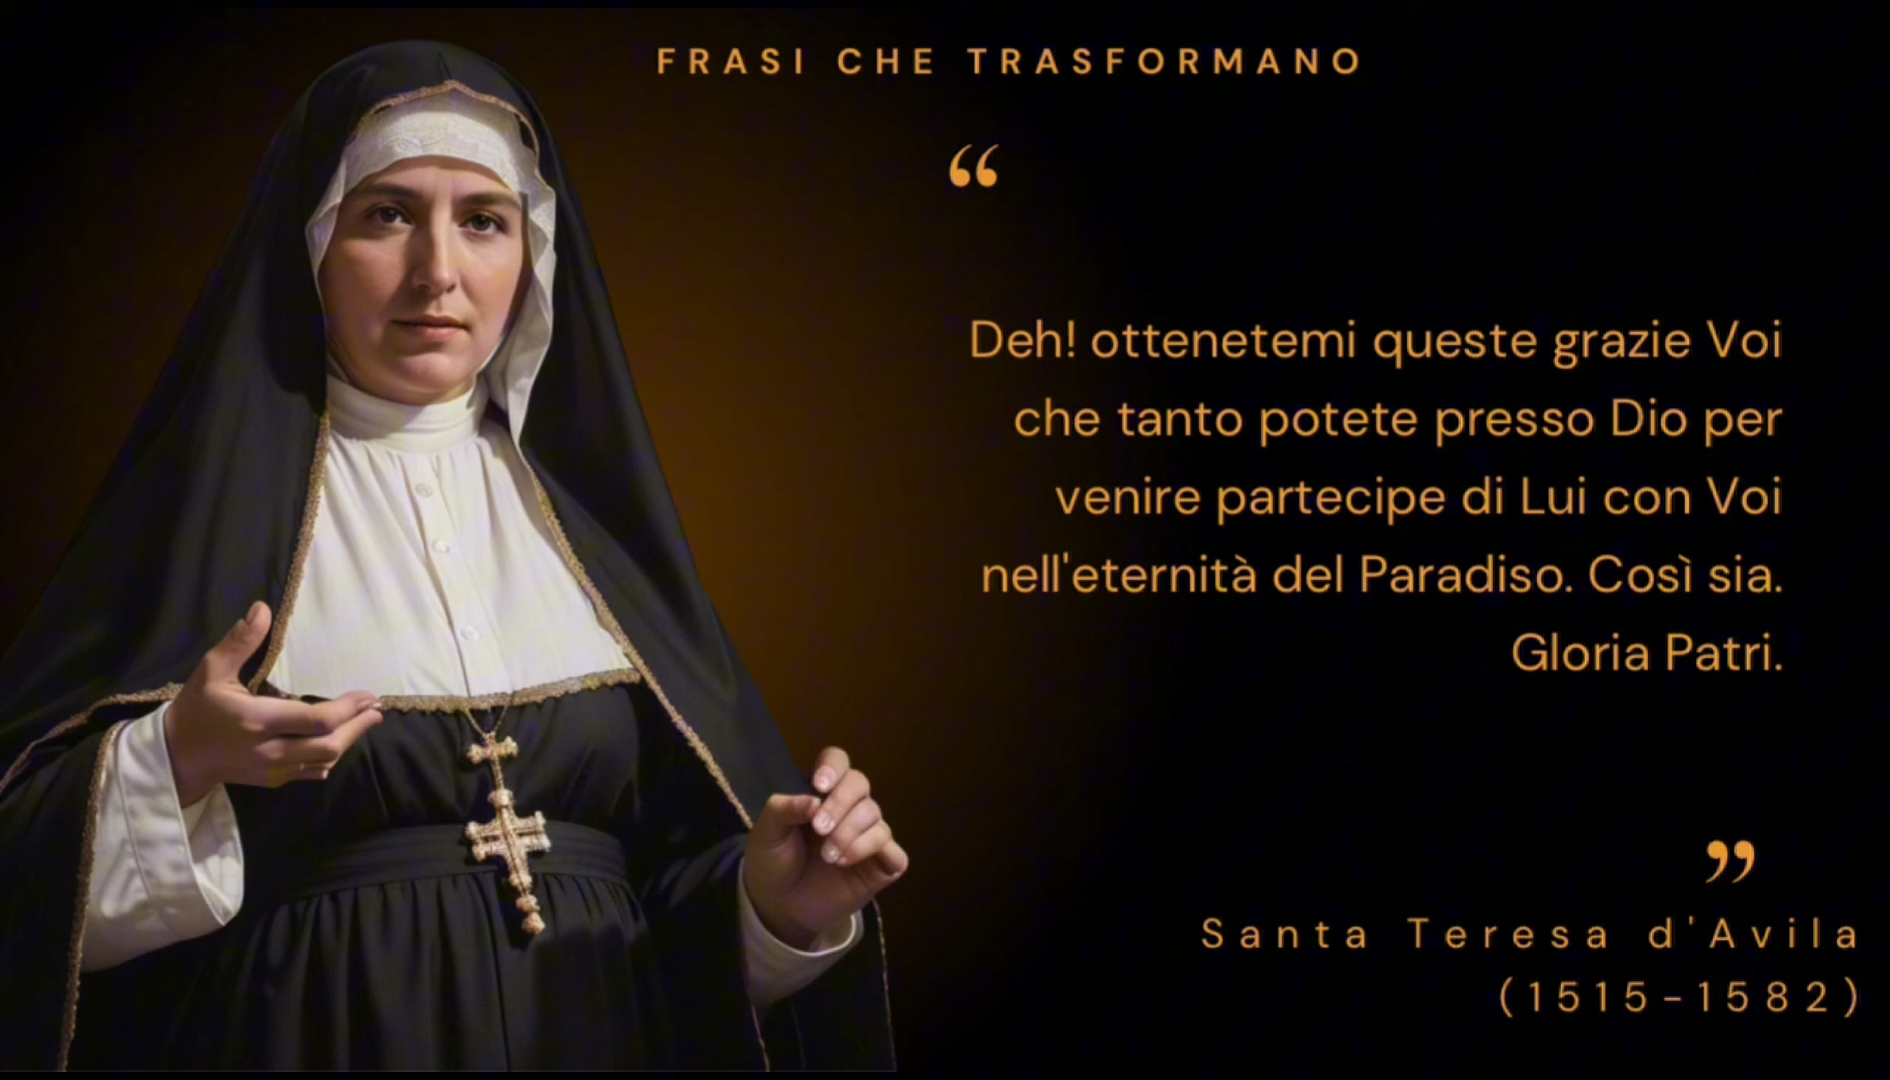 FRASI CHE TRASFORMANO
“
Deh! ottenetemi queste grazie Voi
che tanto potete presso Dio per
venire partecipe di Lui con Voi
nell'eternità del Paradiso. Così sia.
Gloria Patri.
”
Santa Teresa d'Avila
(1515-1582)